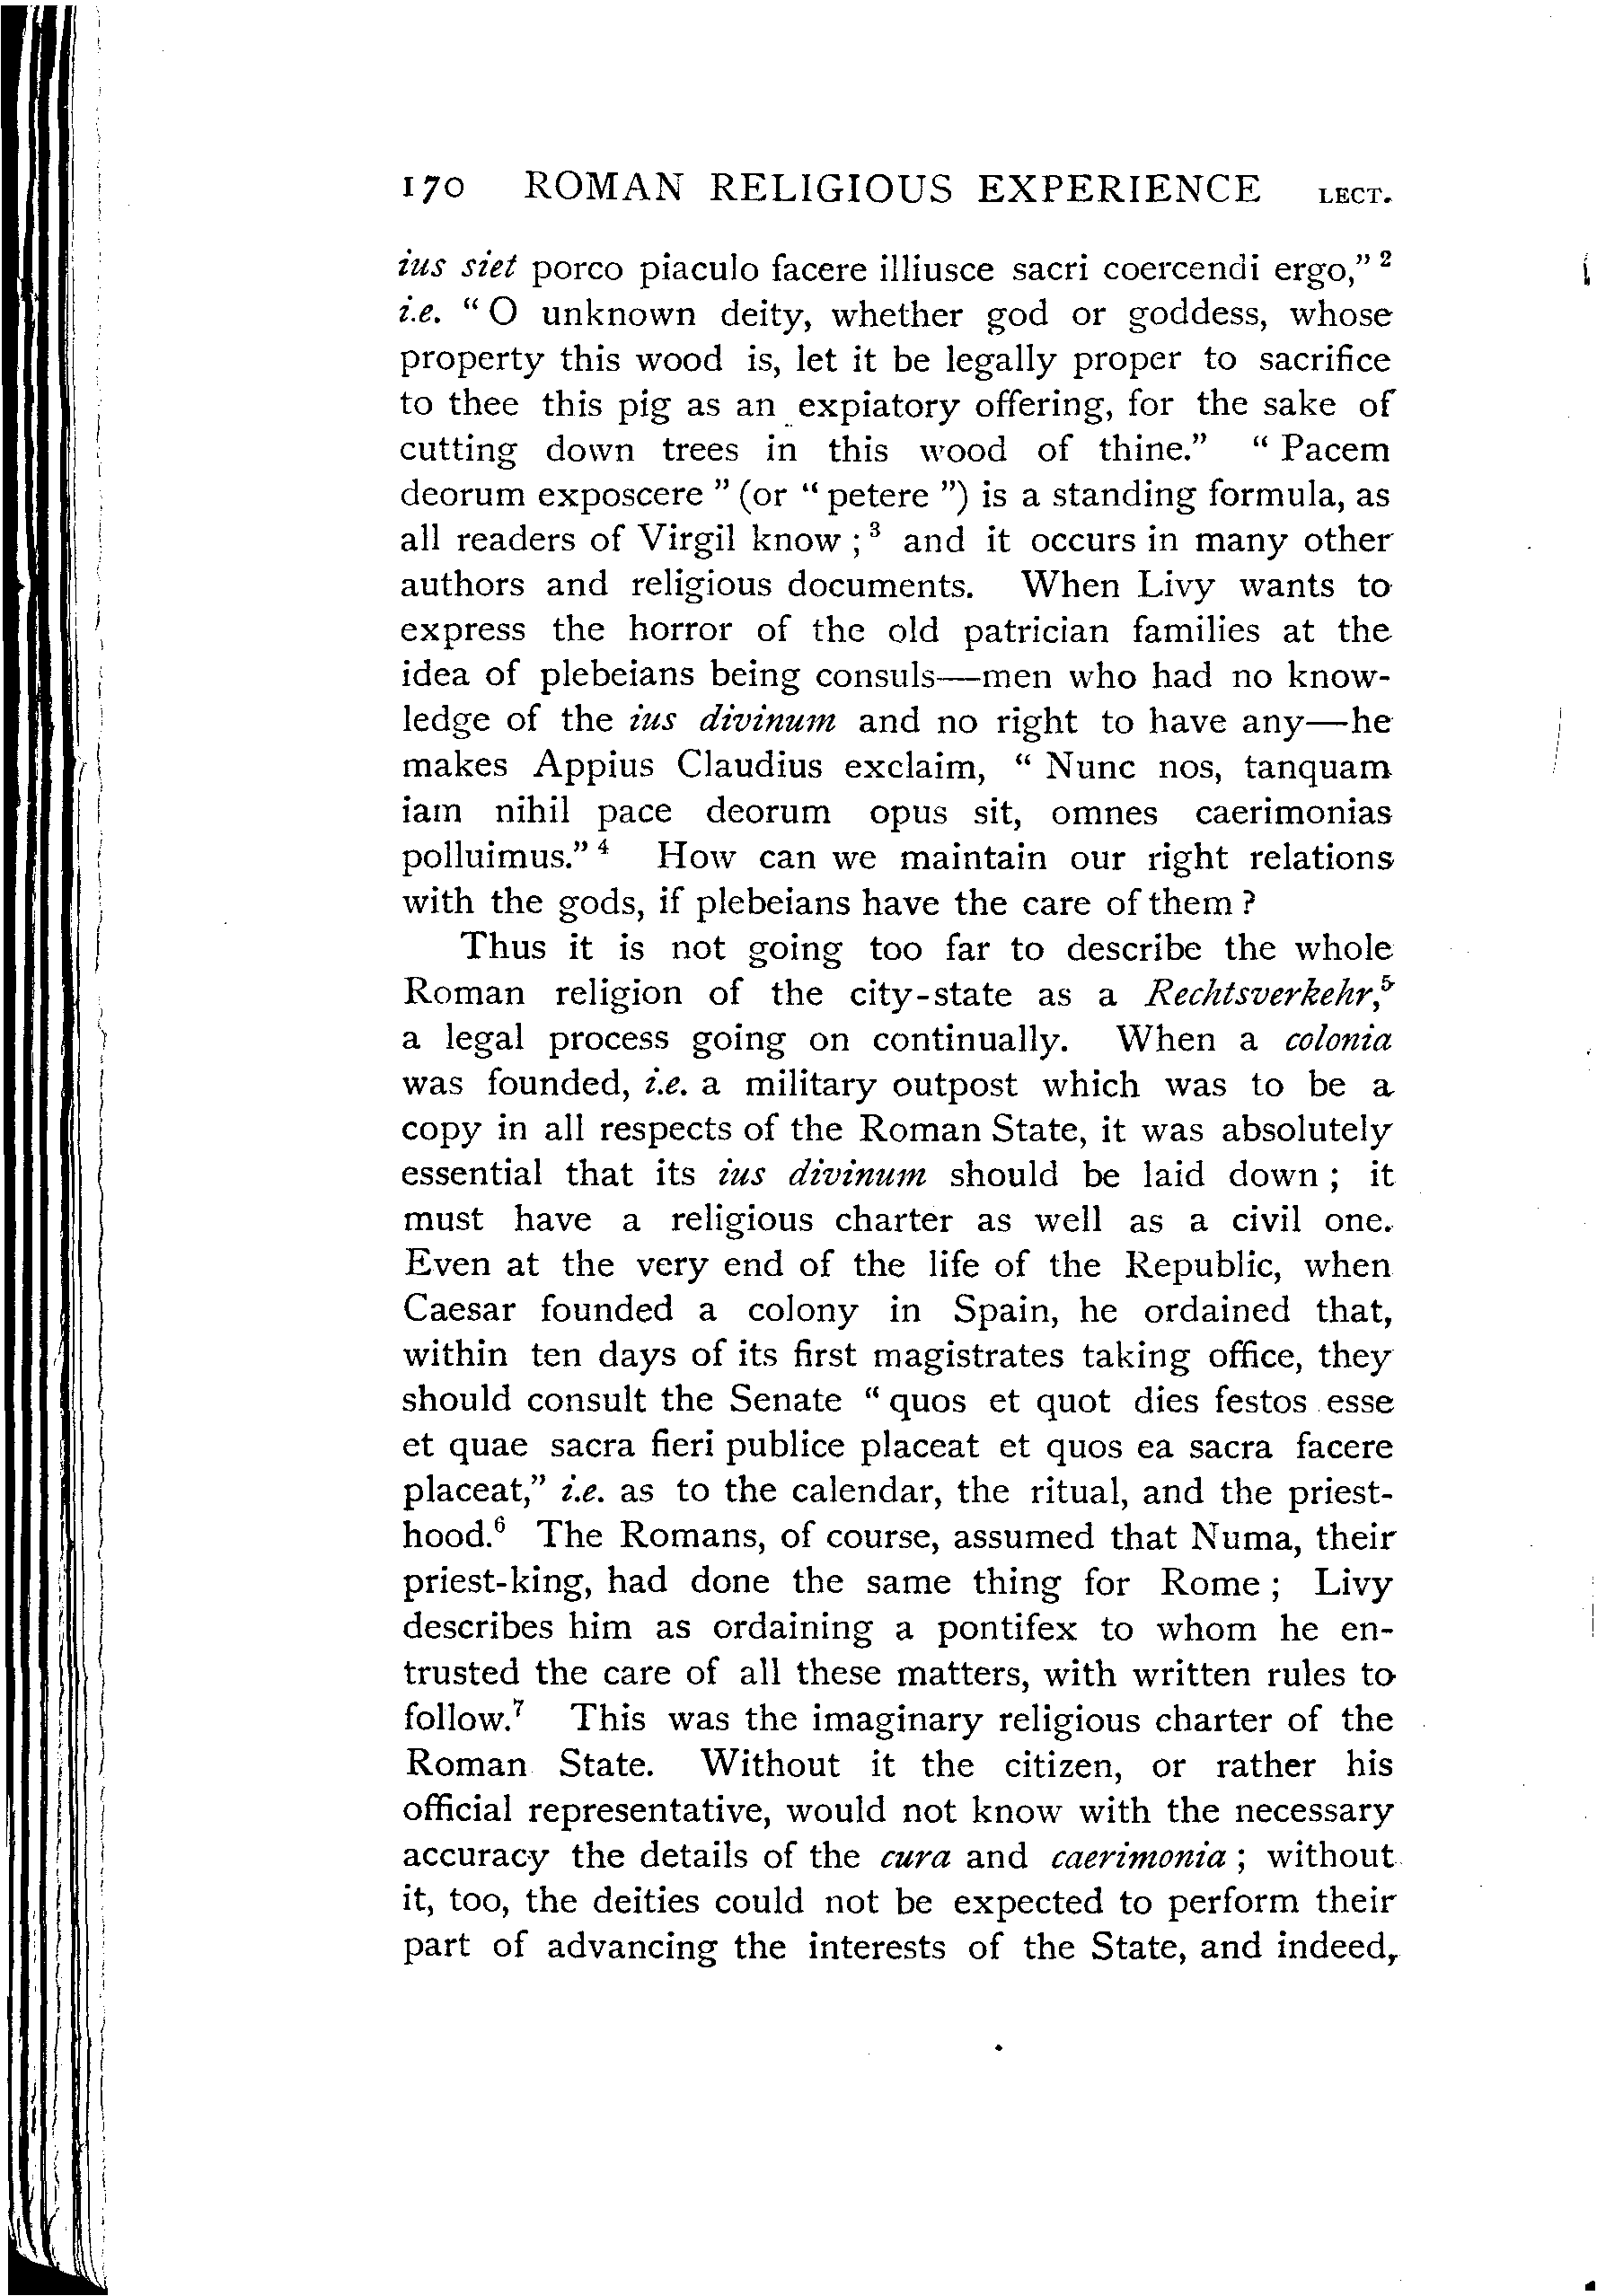 170 ROMAN RELIGIOUS EXPERIENCE LECT.
ius siet porco piaculo facere illiusce sacri coercendi ergo,” ²
i.e. “ O unknown deity, whether god or goddess, whose
property this wood is, let it be legally proper to sacrifice
to thee this pig as an expiatory offering, for the sake of
cutting down trees in this wood of thine.” “ Pacem
deorum exposcere ” (or “ petere ”) is a standing formula, as
all readers of Virgil know ; ³ and it occurs in many other
authors and religious documents. When Livy wants to
express the horror of the old patrician families at the
idea of plebeians being consuls—men who had no know-
ledge of the ius divinum and no right to have any—he
makes Appius Claudius exclaim, “ Nunc nos, tanquam
iam nihil pace deorum opus sit, omnes caerimonias
polluimus.” ⁴ How can we maintain our right relations
with the gods, if plebeians have the care of them ?
Thus it is not going too far to describe the whole
Roman religion of the city-state as a Rechtsverkehr,⁵
a legal process going on continually. When a colonia
was founded, i.e. a military outpost which was to be a
copy in all respects of the Roman State, it was absolutely
essential that its ius divinum should be laid down ; it
must have a religious charter as well as a civil one.
Even at the very end of the life of the Republic, when
Caesar founded a colony in Spain, he ordained that,
within ten days of its first magistrates taking office, they
should consult the Senate “ quos et quot dies festos esse
et quae sacra fieri publice placeat et quos ea sacra facere
placeat,” i.e. as to the calendar, the ritual, and the priest-
hood.⁶ The Romans, of course, assumed that Numa, their
priest-king, had done the same thing for Rome ; Livy
describes him as ordaining a pontifex to whom he en-
trusted the care of all these matters, with written rules to
follow.⁷ This was the imaginary religious charter of the
Roman State. Without it the citizen, or rather his
official representative, would not know with the necessary
accuracy the details of the cura and caerimonia ; without
it, too, the deities could not be expected to perform their
part of advancing the interests of the State, and indeed,